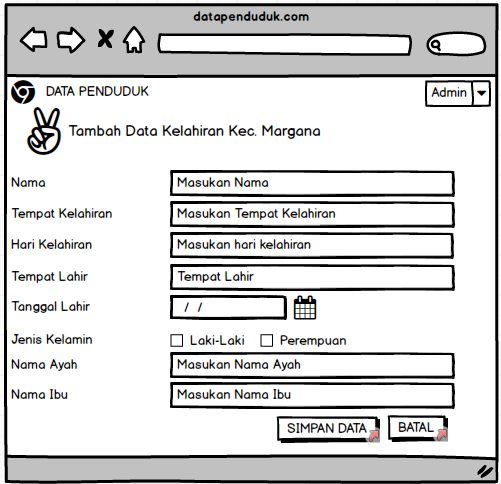 datapenduduk.com
DATA PENDUDUK
Admin
Tambah Data Kelahiran Kec. Margana
Nama Masukan Nama
Tempat Kelahiran Masukan Tempat Kelahiran
Hari Kelahiran Masukan hari kelahiran
Tempat Lahir Tempat Lahir
Tanggal Lahir / /
Jenis Kelamin Laki-Laki Perempuan
Nama Ayah Masukan Nama Ayah
Nama Ibu Masukan Nama Ibu
SIMPAN DATA BATAL